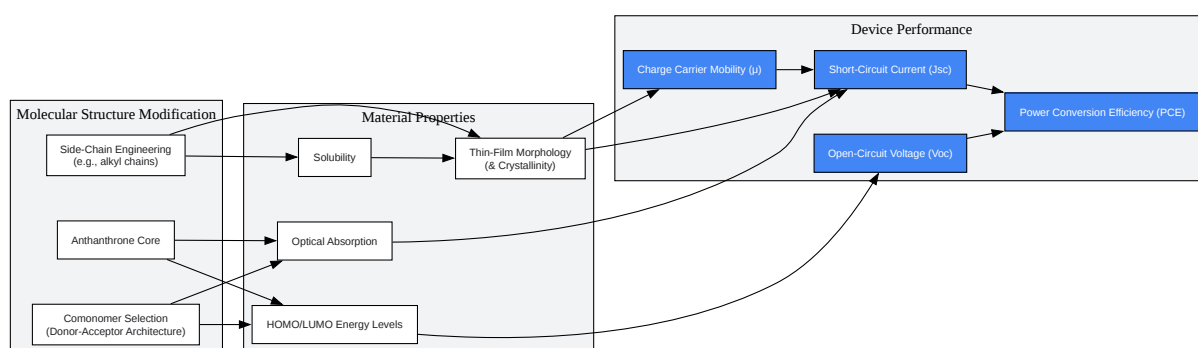 Device Performance
Charge Carrier Mobility (μ)
Short-Circuit Current (Jsc)
Power Conversion Efficiency (PCE)
Open-Circuit Voltage (Voc)
Molecular Structure Modification
Side-Chain Engineering
(e.g., alkyl chains)
Anthanthrone Core
Comonomer Selection
(Donor-Acceptor Architecture)
Material Properties
Solubility
Thin-Film Morphology
(& Crystallinity)
Optical Absorption
HOMO/LUMO Energy Levels